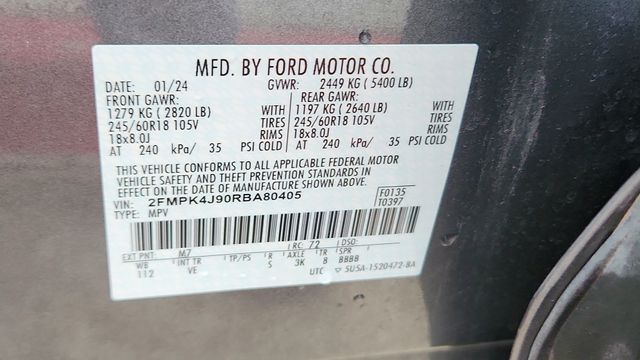 MFD. BY FORD MOTOR CO.
DATE: 01/24 GVWR: 2449 KG ( 5400 LB)
FRONT GAWR: REAR GAWR:
1279 KG ( 2820 LB) WITH 1197 KG ( 2640 LB) WITH
245/60R18 105V TIRES 245/60R18 105V TIRES
18x8.0J RIMS 18x8.0J RIMS
AT 240 kPa/ 35 PSI COLD AT 240 kPa/ 35 PSI COLD
THIS VEHICLE CONFORMS TO ALL APPLICABLE FEDERAL MOTOR
VEHICLE SAFETY AND THEFT PREVENTION STANDARDS IN
EFFECT ON THE DATE OF MANUFACTURE SHOWN ABOVE.
VIN: 2FMPK4J90RBA80405 F0135
TYPE: MPV T0397
EXT PNT: M7 RC: 72 DSO:
WB INT TR TP/PS R AXLE TR SPR
112 VE S 3K 8 BBBB
UTC 5U5A-1520472-BA